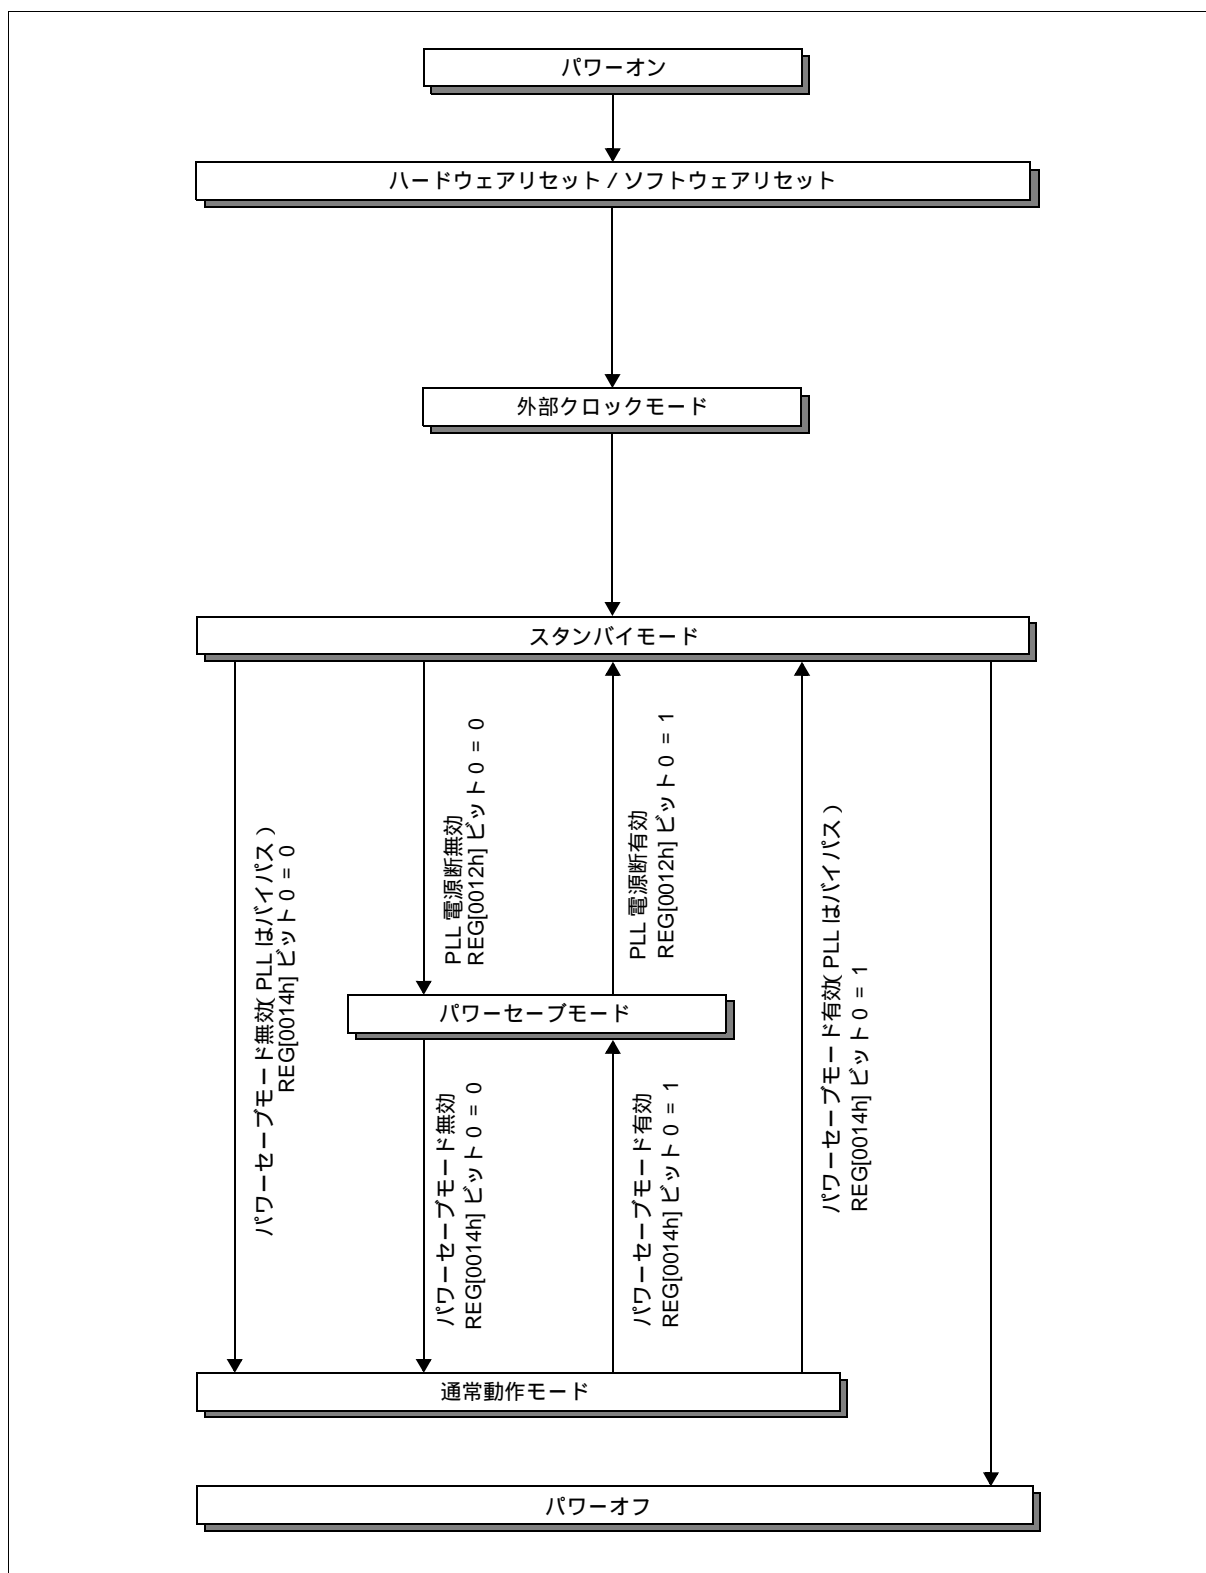 パワーオン
ハードウェアリセット / ソフトウェアリセット
外部クロックモード
スタンバイモード
パワーセーブモード無効( PLL はバイパス )
REG[0014h] ビット 0 = 0
PLL 電源断無効
REG[0012h] ビット 0 = 0
PLL 電源断有効
REG[0012h] ビット 0 = 1
パワーセーブモード有効( PLL はバイパス )
REG[0014h] ビット 0 = 1
パワーセーブモード
パワーセーブモード無効
REG[0014h] ビット 0 = 0
パワーセーブモード有効
REG[0014h] ビット 0 = 1
通常動作モード
パワーオフ